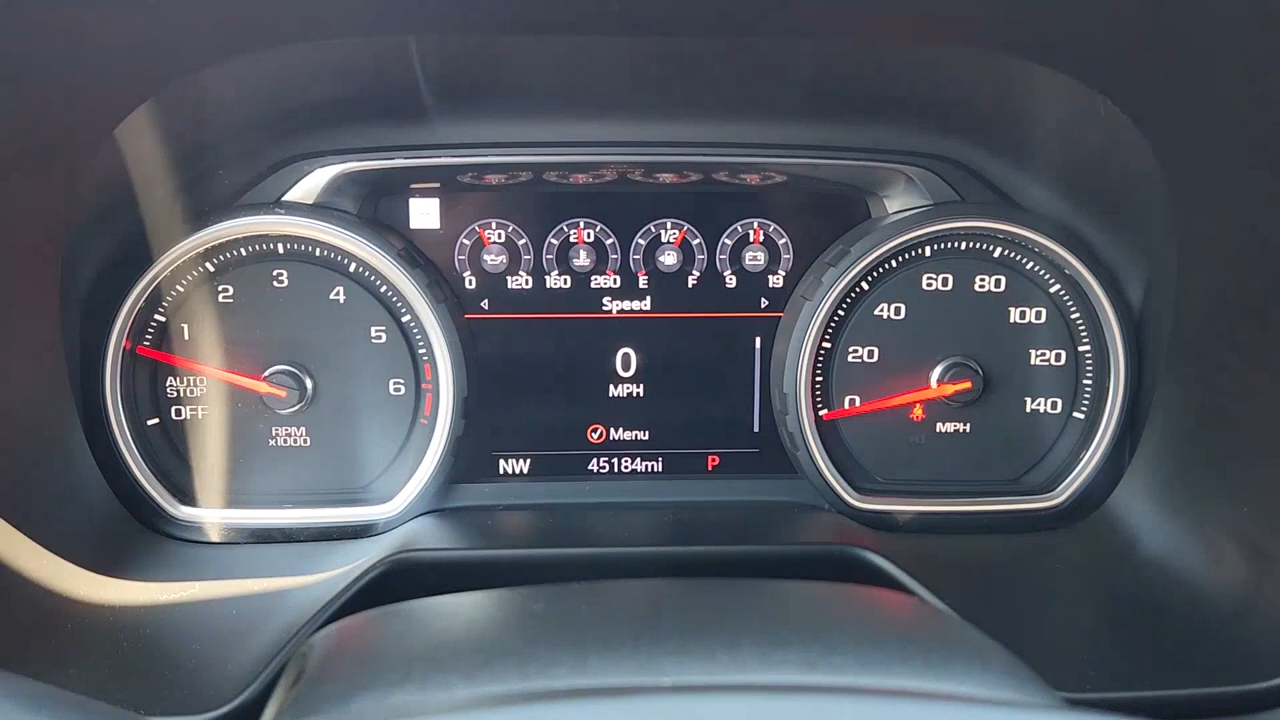 60
0 120
210
160 260
1/2
E F
14
9 19
Speed
0
MPH
Menu
NW 45184mi P
1 2 3 4 5 6
AUTO
STOP
OFF
RPM
x1000
0 20 40 60 80 100 120 140
MPH